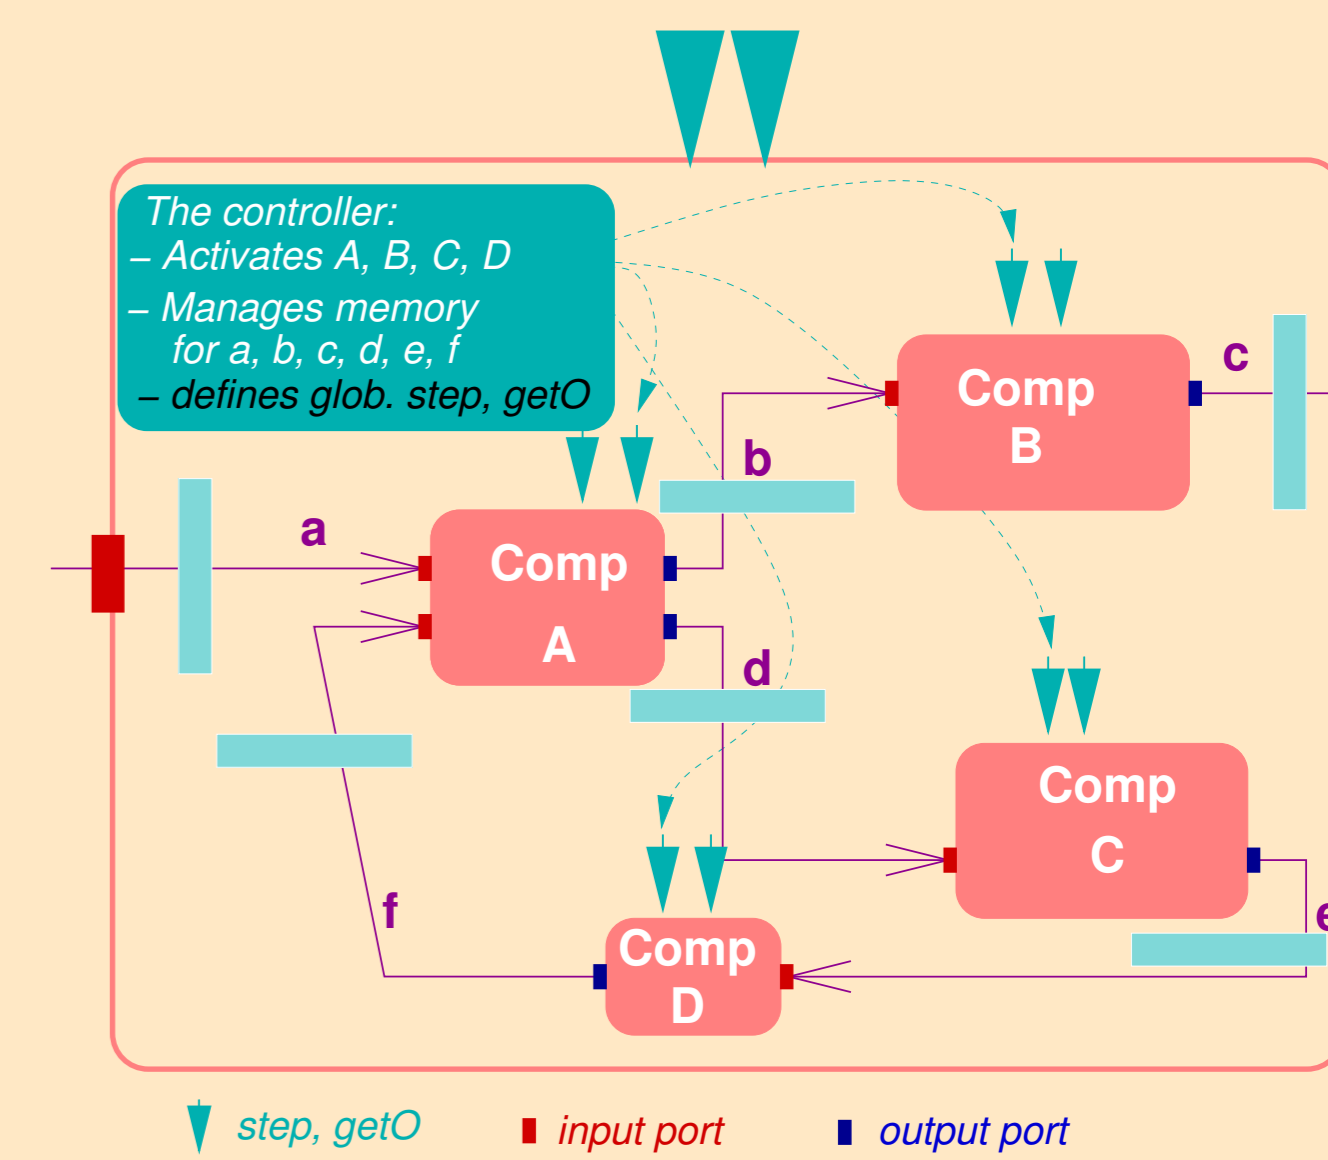 The controller:
– Activates A, B, C, D
– Manages memory
for a, b, c, d, e, f
– defines glob. step, getO
c
Comp
B
b
a
Comp
A
d
Comp
C
f
e
Comp
D
step, getO
input port
output port